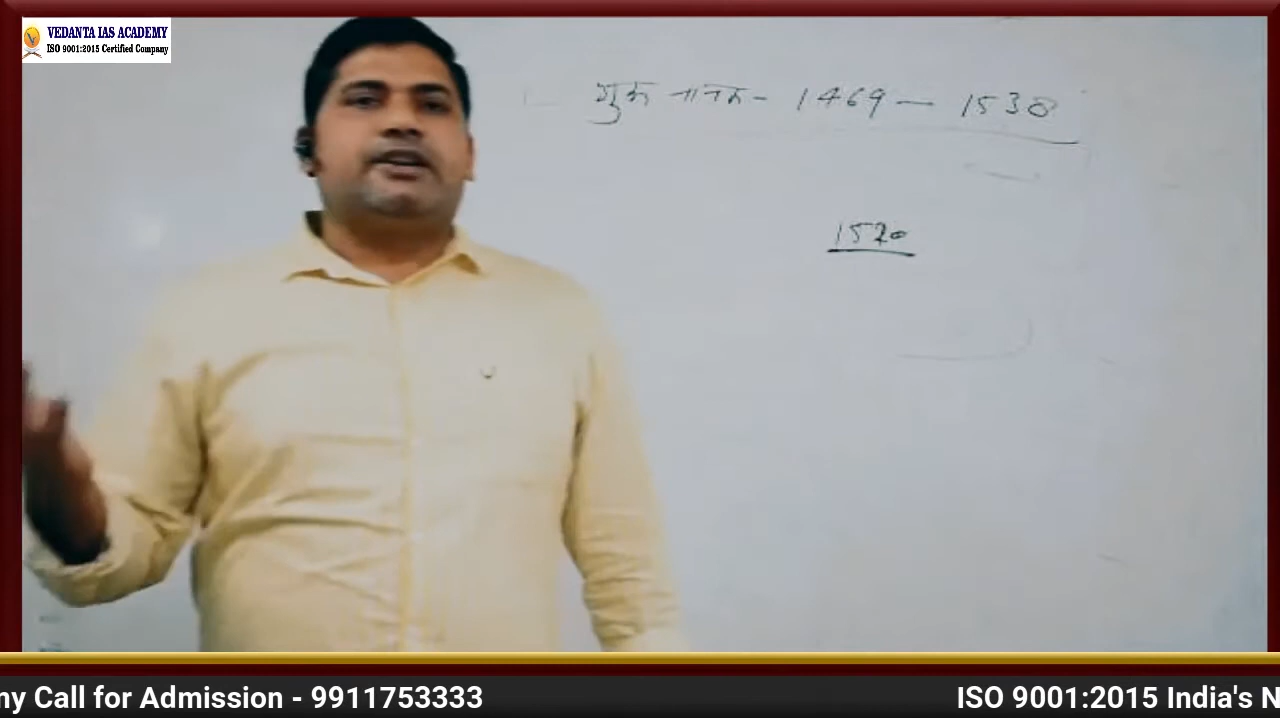 VEDANTA IAS ACADEMY
ISO 9001:2015 Certified Company
गुरू नानक - 1469 — 1538
1520
ny Call for Admission - 9911753333
ISO 9001:2015 India's N